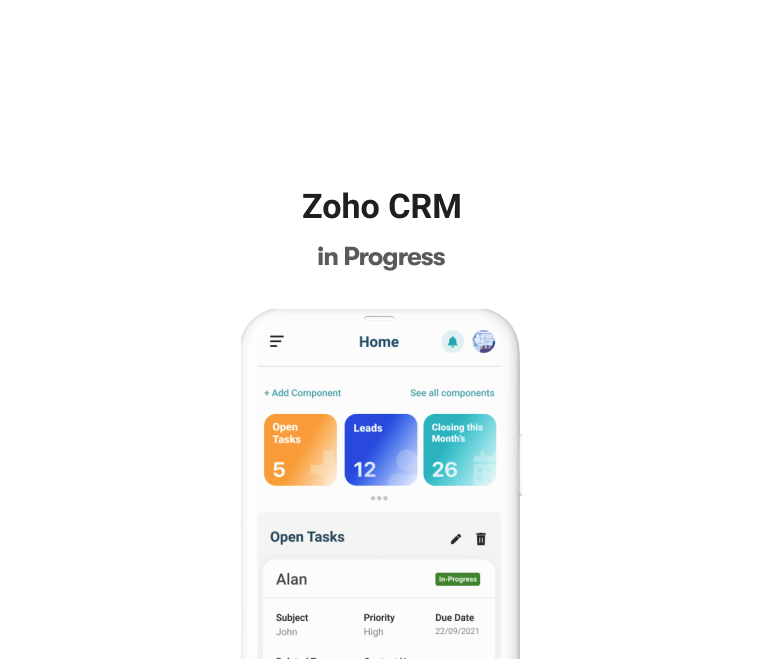 Zoho CRM
in Progress
Home
+ Add Component
See all components
Open
Tasks
5
Leads
12
Closing this
Month's
26
Open Tasks
Alan
In-Progress
Subject
Priority
Due Date
John
High
22/09/2021